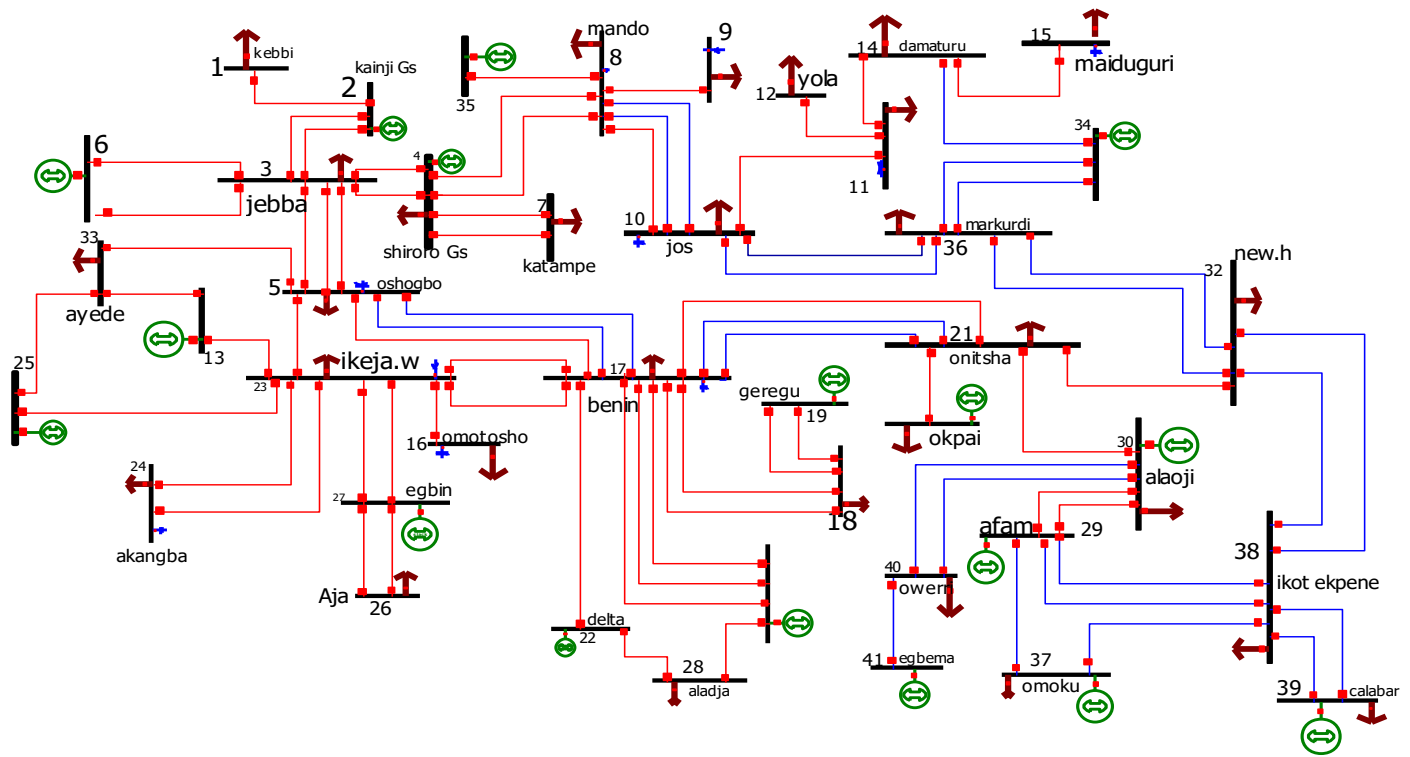 kebbi
1
kainji Gs
2
6
3
jebba
4
shiroro Gs
7
katampe
35
mando
8
9
yola
12
14
damaturu
15
maiduguri
34
11
10
jos
markurdi
36
33
ayede
5
oshogbo
13
25
23
ikeja.w
17
benin
21
onitsha
new.h
32
geregu
19
okpai
30
alaoji
16
omotosho
24
akangba
27
egbin
Aja
26
18
afam
29
38
ikot ekpene
40
owerri
delta
22
28
aladja
41
egbema
37
omoku
39
calabar